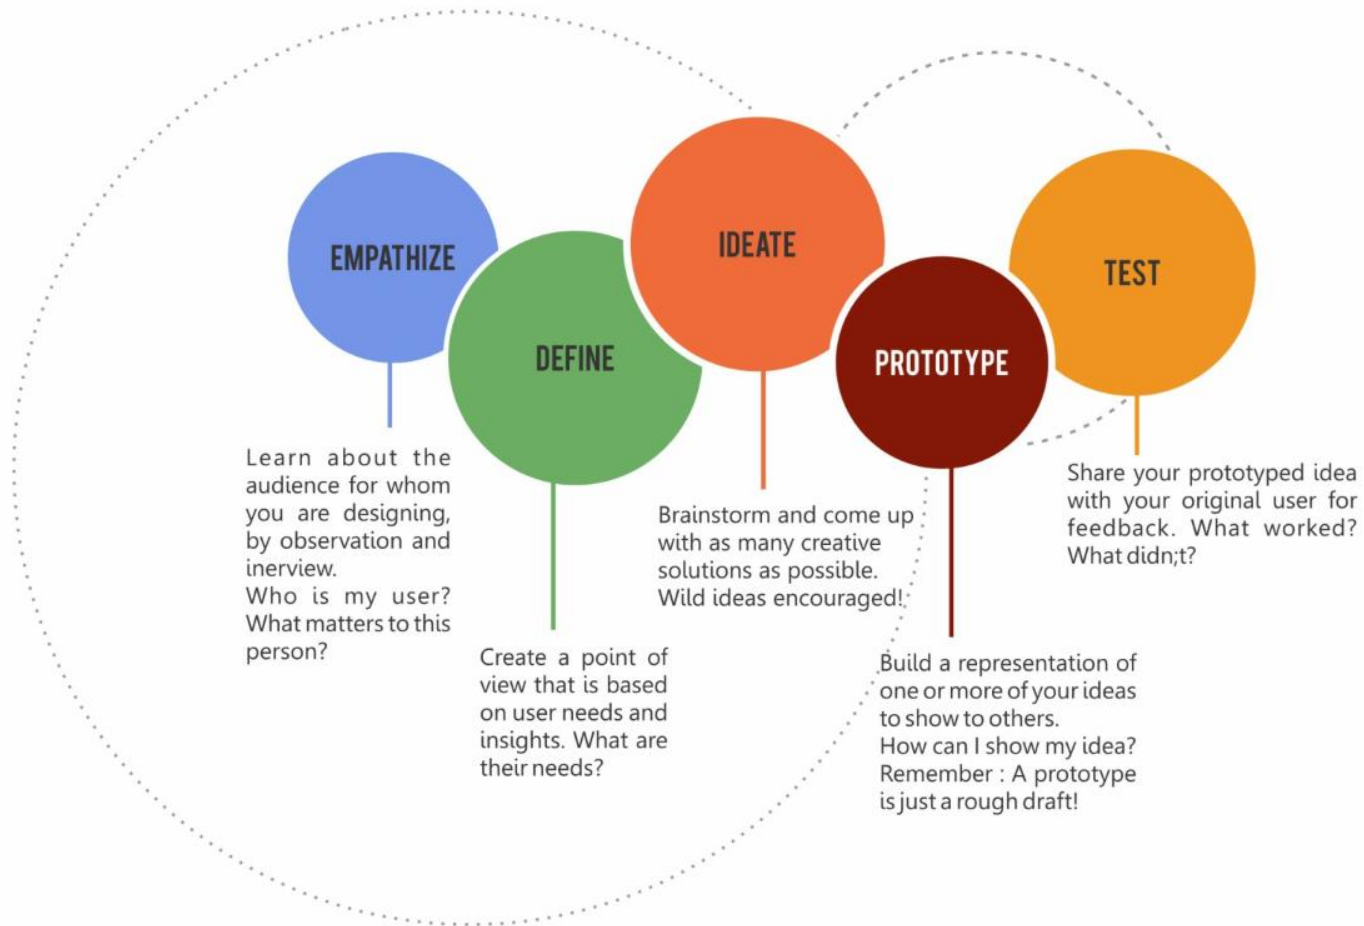 EMPATHIZE
DEFINE
IDEATE
PROTOTYPE
TEST
Learn about the
audience for whom
you are designing,
by observation and
inerview.
Who is my user?
What matters to this
person?
Create a point of
view that is based
on user needs and
insights. What are
their needs?
Brainstorm and come up
with as many creative
solutions as possible.
Wild ideas encouraged!
Build a representation of
one or more of your ideas
to show to others.
How can I show my idea?
Remember : A prototype
is just a rough draft!
Share your prototyped idea
with your original user for
feedback. What worked?
What didn;t?